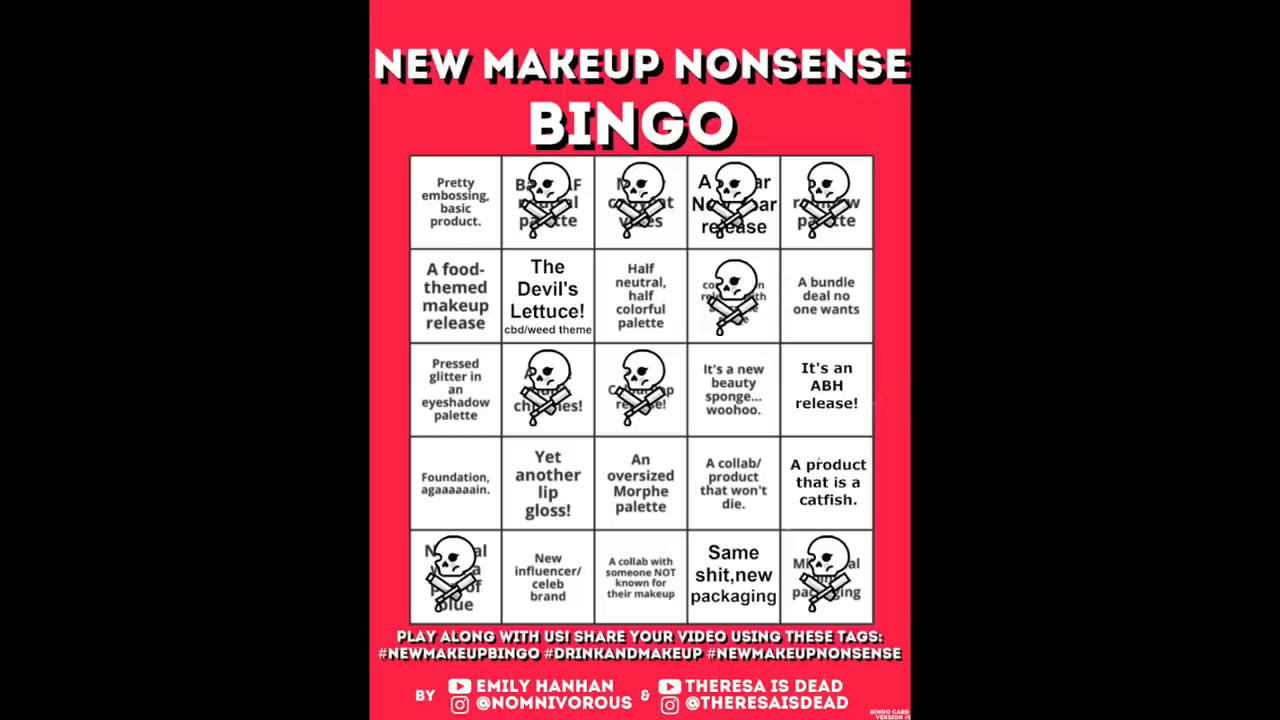 NEW MAKEUP NONSENSE
BINGO
Pretty
embossing,
basic
product.
palette
release
A food-
themed
makeup
release
The
Devil's
Lettuce!
cbd/weed theme
Half
neutral,
half
colorful
palette
A bundle
deal no
one wants
Pressed
glitter in
an
eyeshadow
palette
It's a new
beauty
sponge...
woohoo.
It's an
ABH
release!
Foundation,
agaaaaain.
Yet
another
lip
gloss!
An
oversized
Morphe
palette
A collab/
product
that won't
die.
A product
that is a
catfish.
New
influencer/
celeb
brand
A collab with
someone NOT
known for
their makeup
Same
shit,new
packaging
PLAY ALONG WITH US! SHARE YOUR VIDEO USING THESE TAGS:
#NEWMAKEUPBINGO #DRINKANDMAKEUP #NEWMAKEUPNONSENSE
BY EMILY HANHAN & THERESA IS DEAD
@NOMNIVOROUS @THERESAISDEAD
BINGO CARD
VERSION